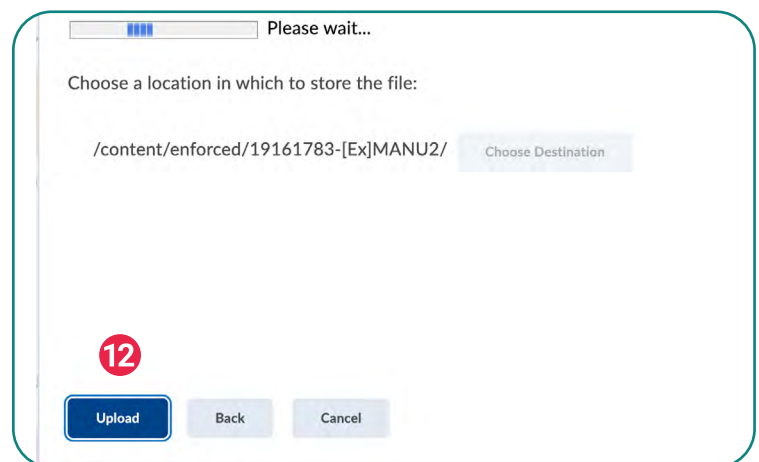 Please wait...
Choose a location in which to store the file:
/content/enforced/19161783-[Ex]MANU2/ Choose Destination
12
Upload Back Cancel